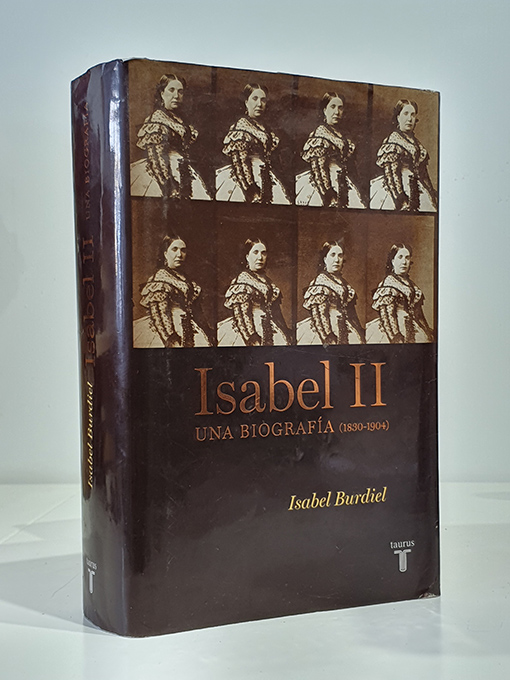 Isabel II
UNA BIOGRAFÍA (1830-1904)
Isabel Burdiel
taurus
T
Isabel Burdiel
Isabel II
UNA BIOGRAFÍA
taurus